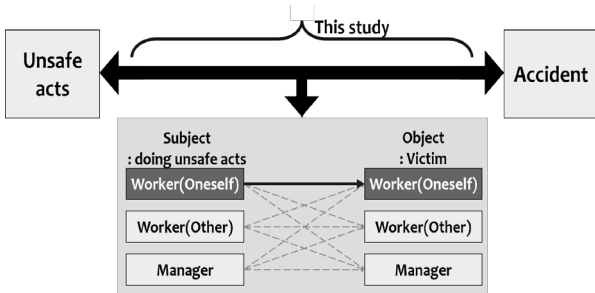 This study
Unsafe
acts
Accident
Subject
: doing unsafe acts
Object
: Victim
Worker(Oneself)
Worker(Oneself)
Worker(Other)
Worker(Other)
Manager
Manager